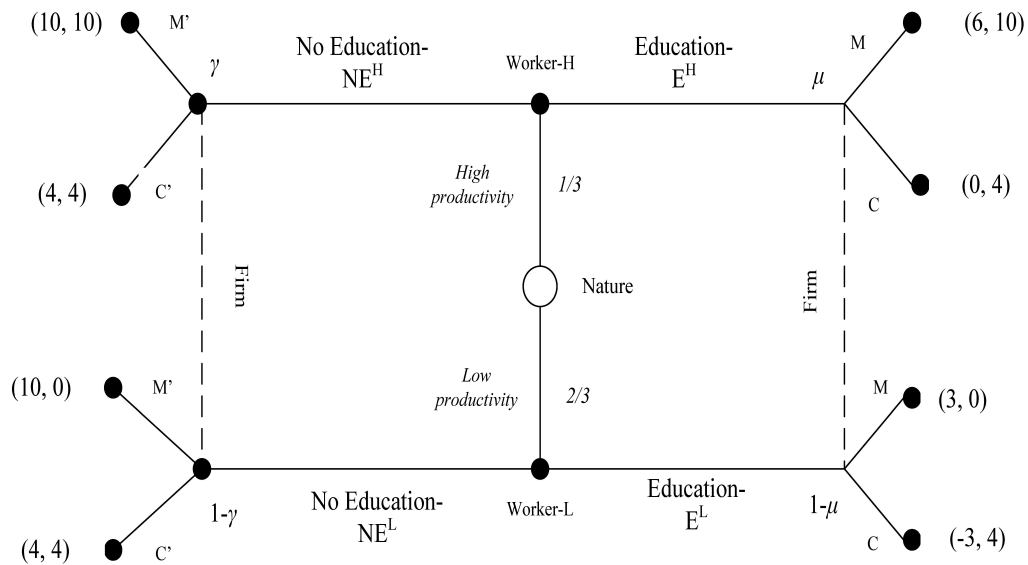 (10, 10)
M’
No Education-
NE^H
Worker-H
Education-
E^H
M
(6, 10)
γ
μ
(4, 4)
C’
High
productivity
1/3
C
(0, 4)
Firm
Nature
Firm
(10, 0)
M’
Low
productivity
2/3
M
(3, 0)
1-γ
No Education-
NE^L
Worker-L
Education-
E^L
1-μ
(4, 4)
C’
C
(-3, 4)